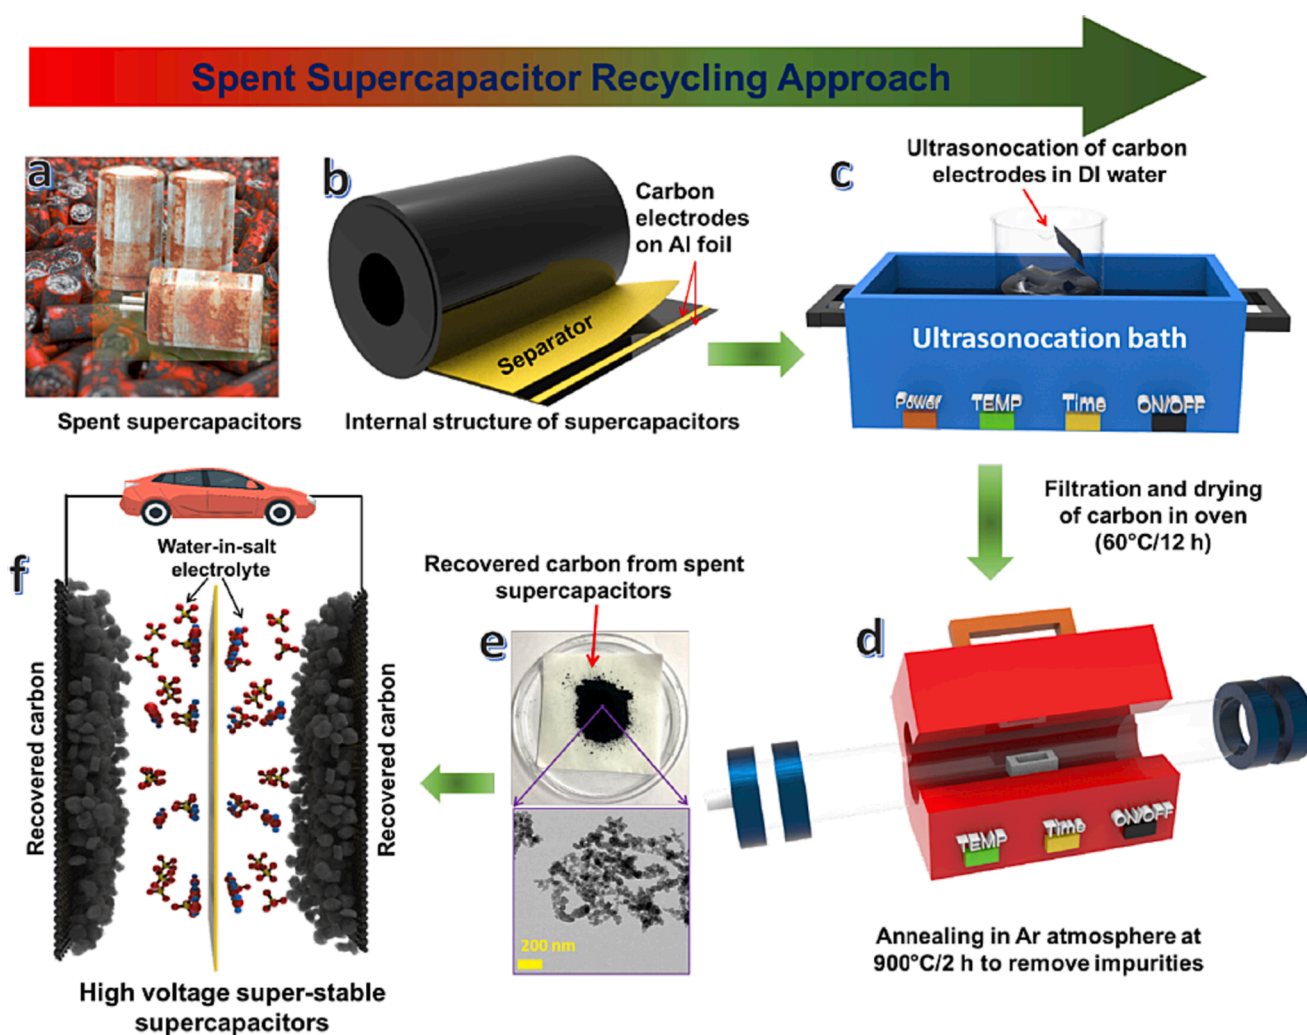 Spent Supercapacitor Recycling Approach
a
Spent supercapacitors
b
Carbon
electrodes
on Al foil
Separator
Internal structure of supercapacitors
c
Ultrasonocation of carbon
electrodes in DI water
Ultrasonocation bath
Power TEMP Time ON/OFF
Filtration and drying
of carbon in oven
(60°C/12 h)
d
TEMP Time ON/OFF
Annealing in Ar atmosphere at
900°C/2 h to remove impurities
e
Recovered carbon from spent
supercapacitors
200 nm
f
Water-in-salt
electrolyte
Recovered carbon
Recovered carbon
High voltage super-stable
supercapacitors